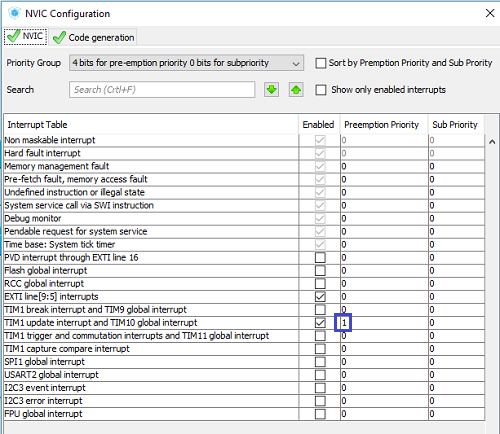 NVIC Configuration
NVIC Code generation
Priority Group 4 bits for pre-emption priority 0 bits for subpriority Sort by Premption Priority and Sub Prority
Search Search (Crtl+F) Show only enabled interrupts
Interrupt Table Enabled Preemption Priority Sub Priority
Non maskable interrupt 0 0
Hard fault interrupt 0 0
Memory management fault 0 0
Pre-fetch fault, memory access fault 0 0
Undefined instruction or illegal state 0 0
System service call via SWI instruction 0 0
Debug monitor 0 0
Pendable request for system service 0 0
Time base: System tick timer 0 0
PVD interrupt through EXTI line 16 0 0
Flash global interrupt 0 0
RCC global interrupt 0 0
EXTI line[9:5] interrupts 0 0
TIM1 break interrupt and TIM9 global interrupt 0 0
TIM1 update interrupt and TIM10 global interrupt 1 0
TIM1 trigger and commutation interrupts and TIM11 global interrupt 0 0
TIM1 capture compare interrupt 0 0
SPI1 global interrupt 0 0
USART2 global interrupt 0 0
I2C3 event interrupt 0 0
I2C3 error interrupt 0 0
FPU global interrupt 0 0